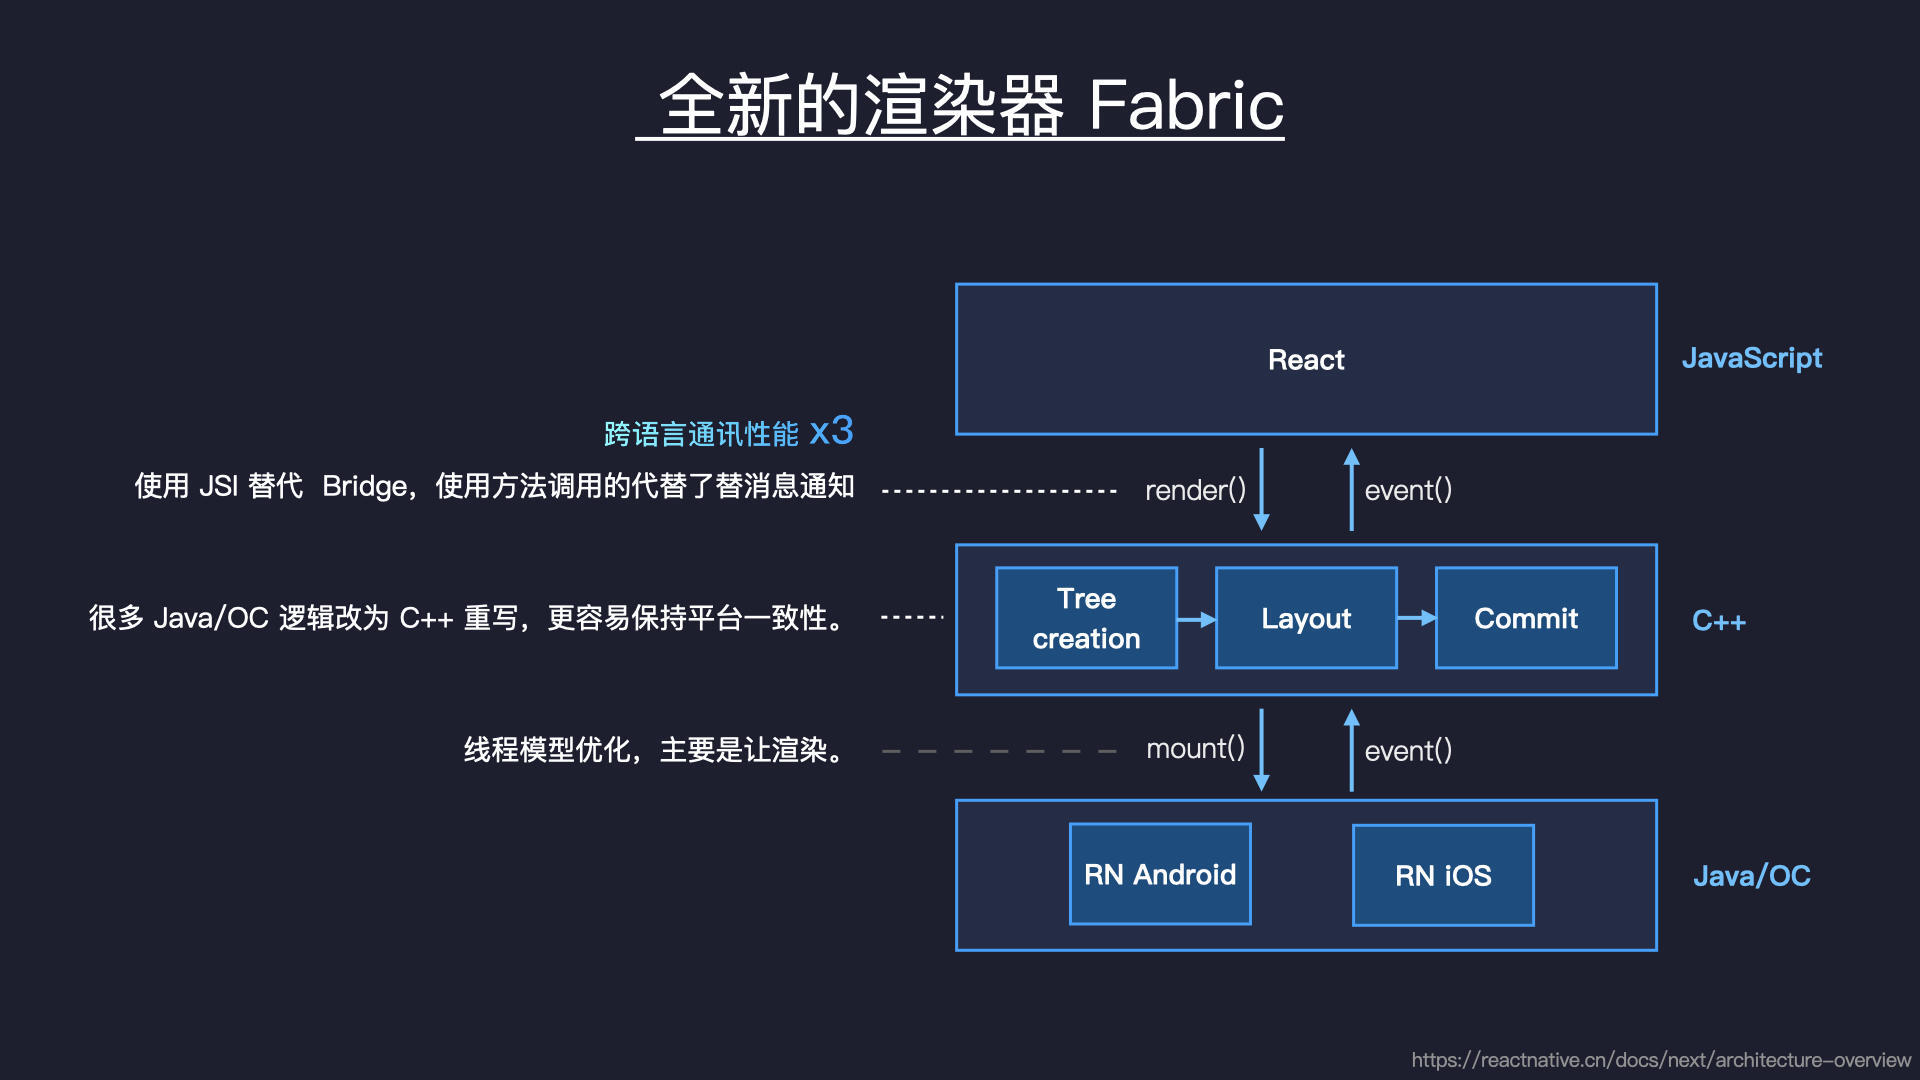 全新的渲染器 Fabric
React
JavaScript
跨语言通讯性能 x3
使用 JSI 替代 Bridge，使用方法调用的代替了替消息通知
render()
event()
很多 Java/OC 逻辑改为 C++ 重写，更容易保持平台一致性。
Tree
creation
Layout
Commit
C++
线程模型优化，主要是让渲染。
mount()
event()
RN Android
RN iOS
Java/OC
https://reactnative.cn/docs/next/architecture-overview